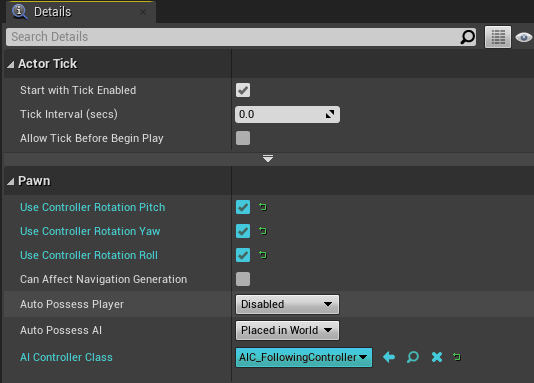 Details
Search Details
Actor Tick
Start with Tick Enabled
Tick Interval (secs) 0.0
Allow Tick Before Begin Play
Pawn
Use Controller Rotation Pitch
Use Controller Rotation Yaw
Use Controller Rotation Roll
Can Affect Navigation Generation
Auto Possess Player Disabled
Auto Possess AI Placed in World
AI Controller Class AIC_FollowingController